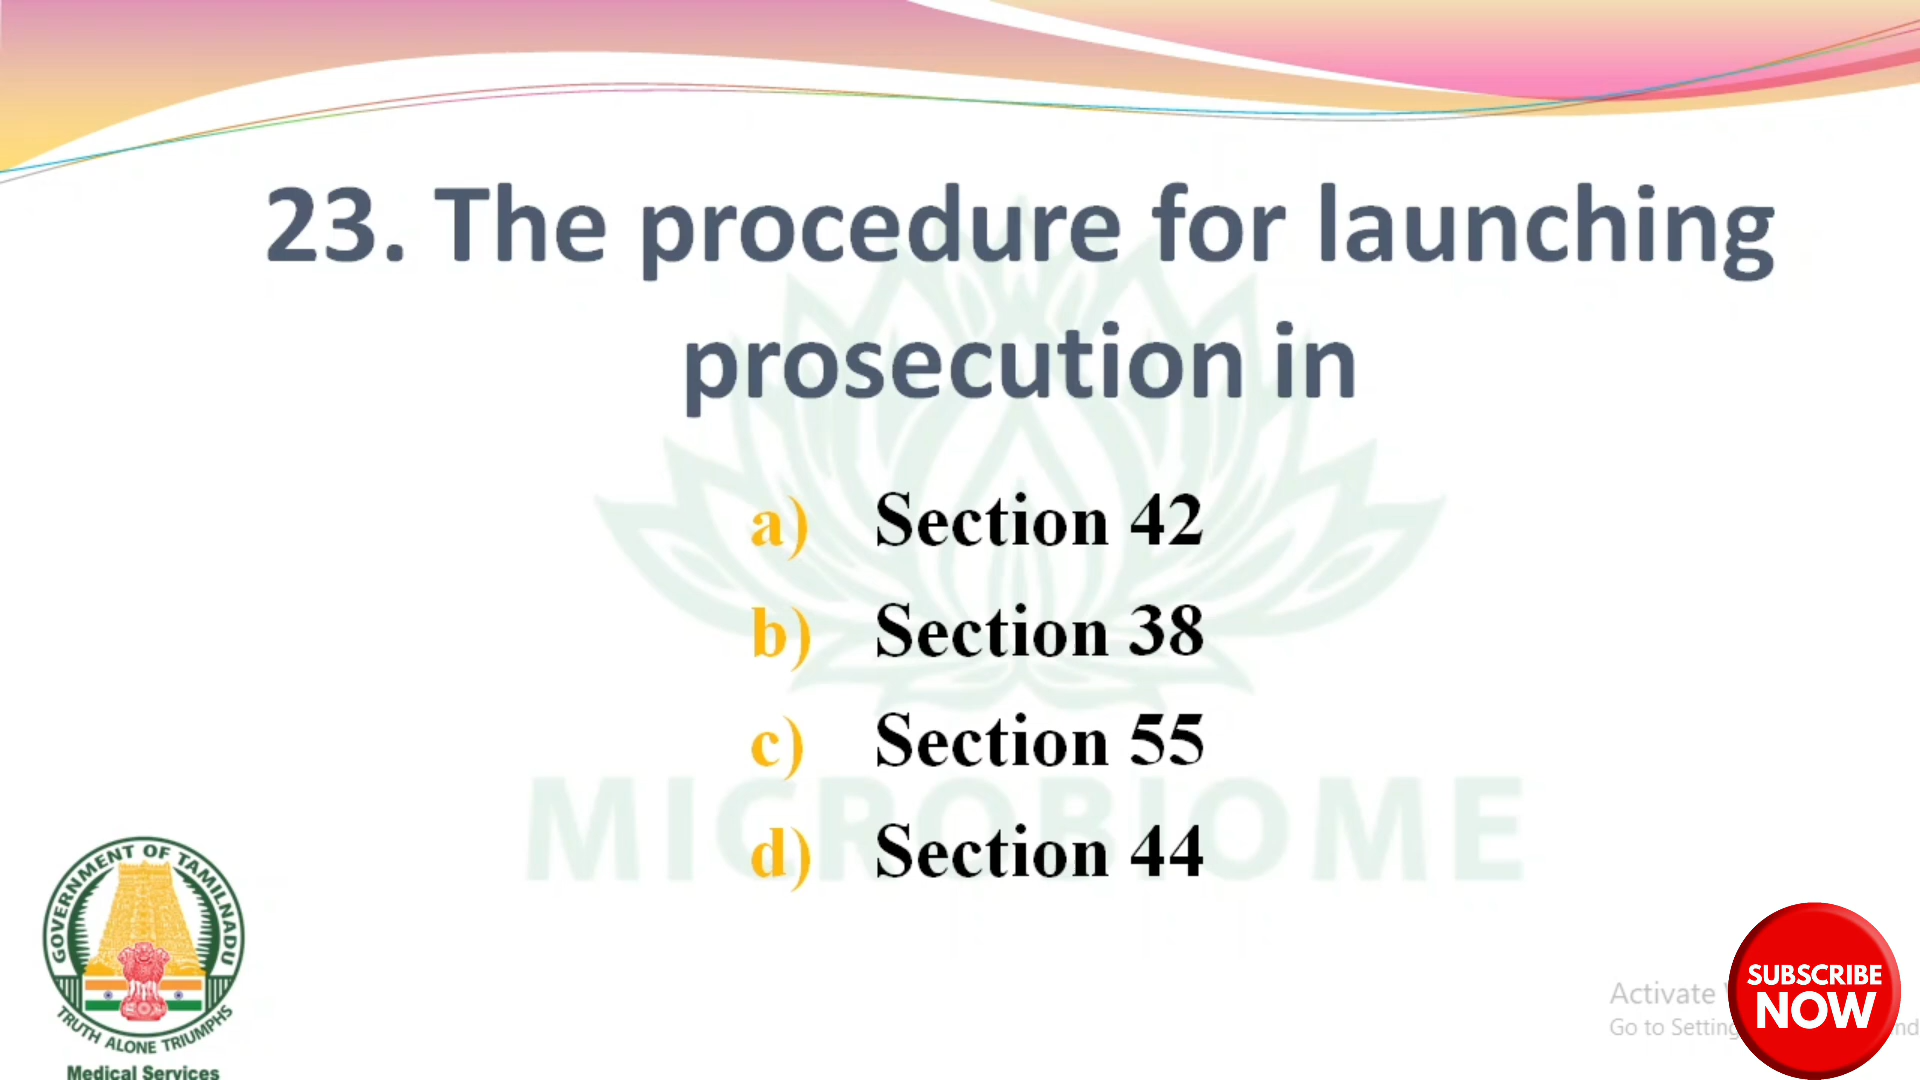 23. The procedure for launching
prosecution in
a) Section 42
b) Section 38
c) Section 55
d) Section 44
MICROBIOME
GOVERNMENT OF TAMILNADU
TRUTH ALONE TRIUMPHS
Medical Services
Activate
Go to Setting
SUBSCRIBE
NOW